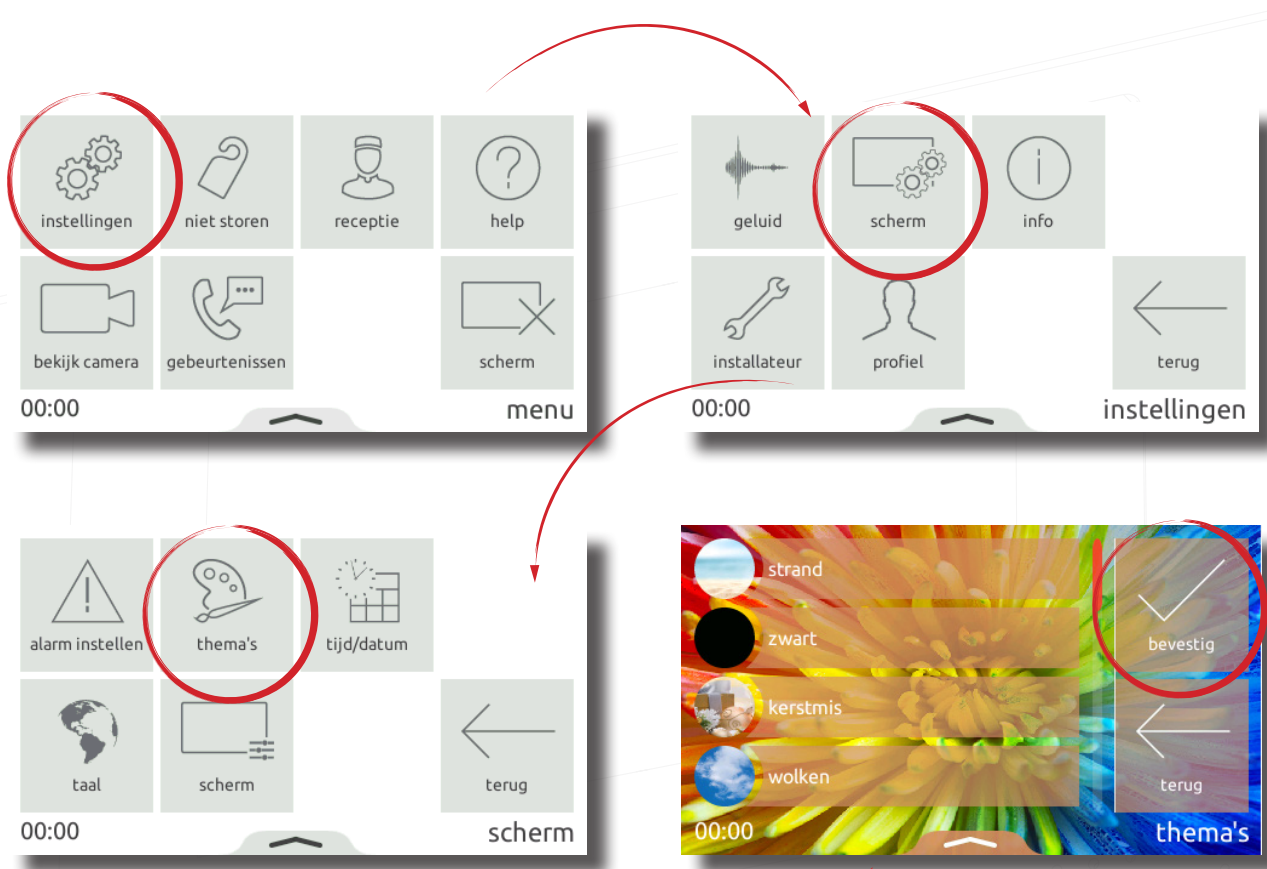 instellingen
niet storen
receptie
help
bekijk camera
gebeurtenissen
scherm
00:00
menu
geluid
scherm
info
installateur
profiel
terug
00:00
instellingen
alarm instellen
thema's
tijd/datum
taal
scherm
terug
00:00
scherm
strand
zwart
kerstmis
wolken
bevestig
terug
00:00
thema's